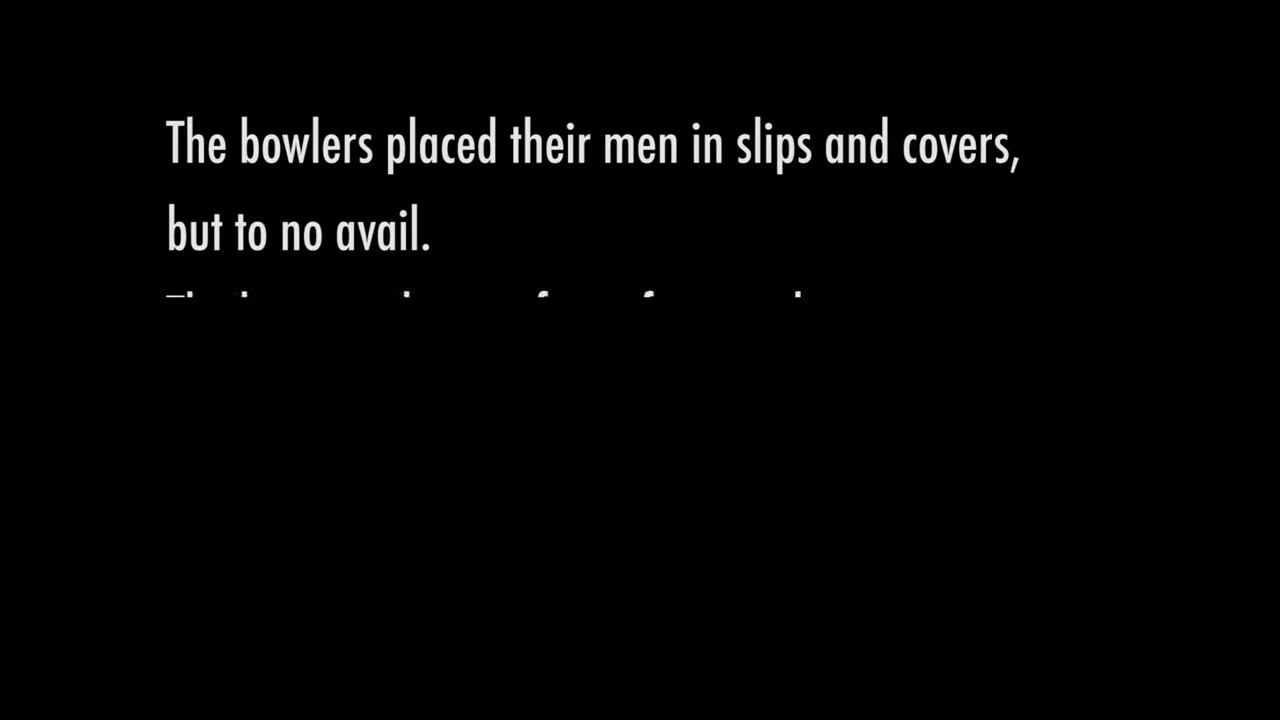 The bowlers placed their men in slips and covers,
but to no avail.